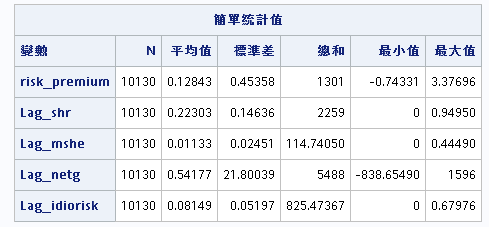 簡單統計值
變數 N 平均值 標準差 總和 最小值 最大值
risk_premium 10130 0.12843 0.45358 1301 -0.74331 3.37696
Lag_shr 10130 0.22303 0.14636 2259 0 0.94950
Lag_mshe 10130 0.01133 0.02451 114.74050 0 0.44490
Lag_netg 10130 0.54177 21.80039 5488 -838.65490 1596
Lag_idiorisk 10130 0.08149 0.05197 825.47367 0 0.67976